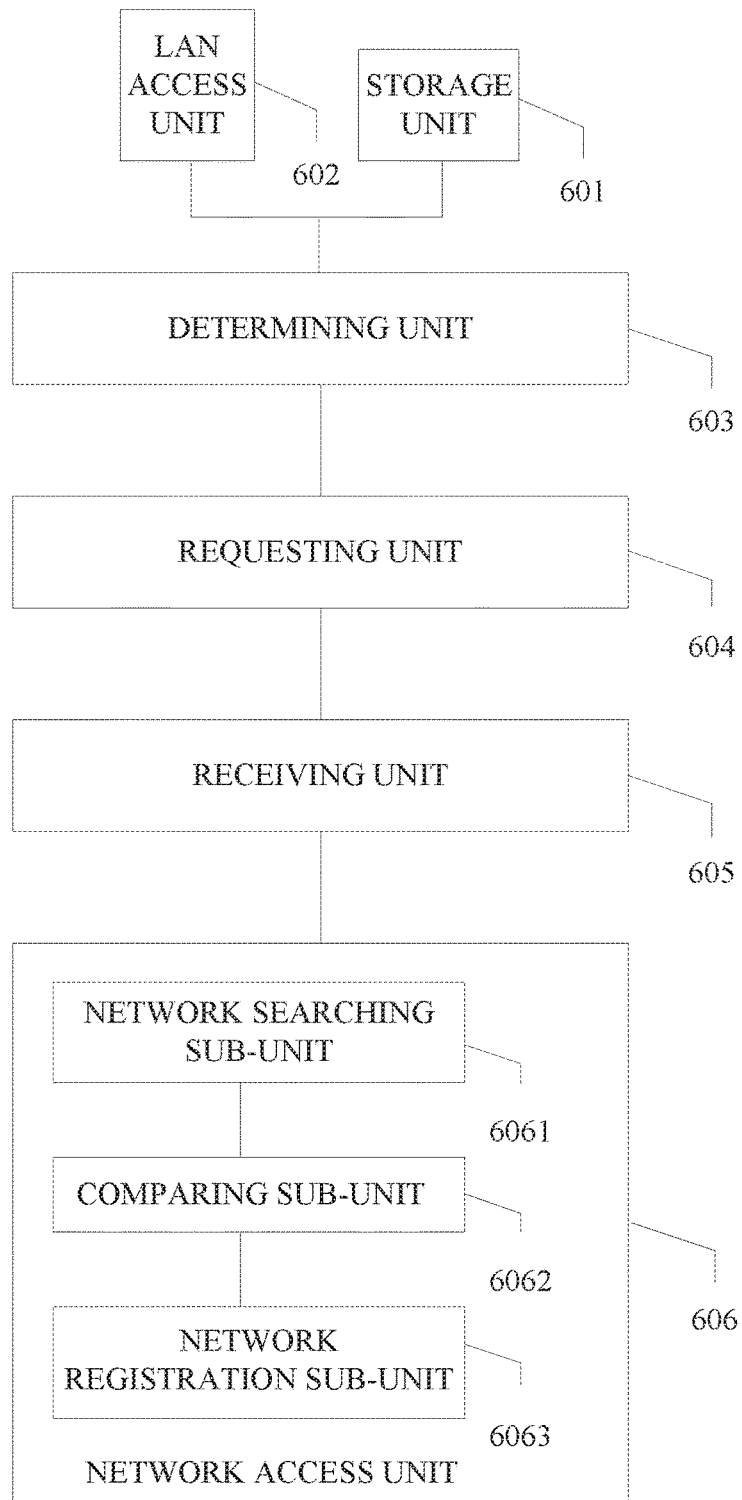 LAN
ACCESS
UNIT
602
STORAGE
UNIT
601
DETERMINING UNIT
603
REQUESTING UNIT
604
RECEIVING UNIT
605
NETWORK SEARCHING
SUB-UNIT
6061
COMPARING SUB-UNIT
6062
606
NETWORK
REGISTRATION SUB-UNIT
6063
NETWORK ACCESS UNIT